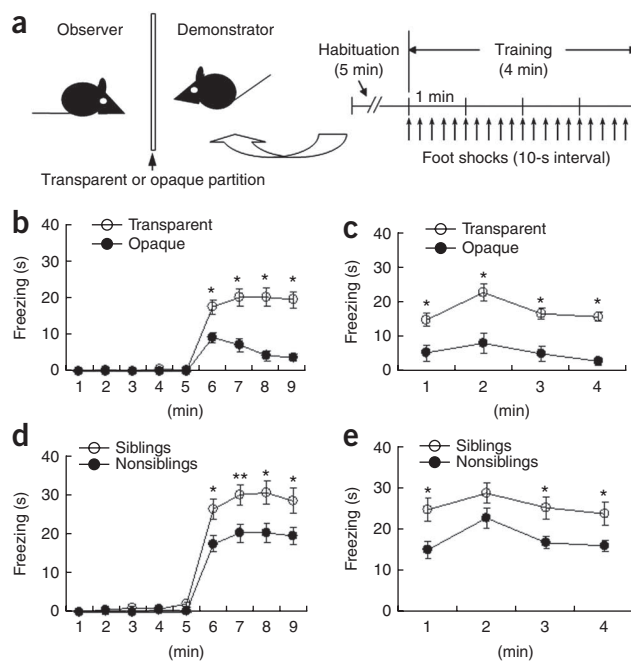 a
Observer
Demonstrator
Habituation
(5 min)
Training
(4 min)
1 min
Foot shocks (10-s interval)
Transparent or opaque partition
b
Transparent
Opaque
Freezing (s)
40
30
20
10
0
* * * *
1 2 3 4 5 6 7 8 9
(min)
c
Transparent
Opaque
Freezing (s)
40
30
20
10
0
* * * *
1 2 3 4
(min)
d
Siblings
Nonsiblings
Freezing (s)
40
30
20
10
0
* ** * *
1 2 3 4 5 6 7 8 9
(min)
e
Siblings
Nonsiblings
Freezing (s)
40
30
20
10
0
* * *
1 2 3 4
(min)